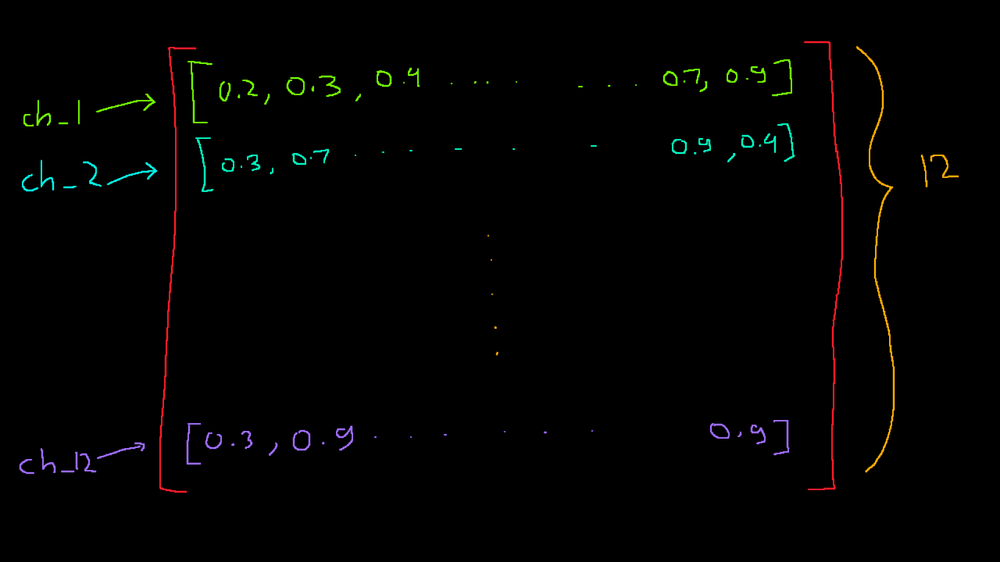 ch_1 → [0.2, 0.3, 0.4 . . . . . . . 0.7, 0.9]
ch_2 → [0.3, 0.7 . . . - . - 0.9, 0.4]
12
ch_12 → [0.3, 0.9 . . . . . . 0.9]